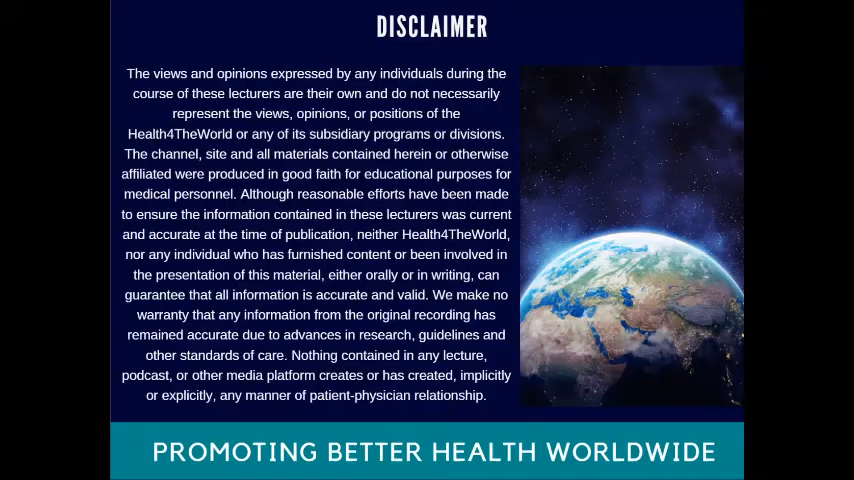 DISCLAIMER
The views and opinions expressed by any individuals during the
course of these lecturers are their own and do not necessarily
represent the views, opinions, or positions of the
Health4TheWorld or any of its subsidiary programs or divisions.
The channel, site and all materials contained herein or otherwise
affiliated were produced in good faith for educational purposes for
medical personnel. Although reasonable efforts have been made
to ensure the information contained in these lecturers was current
and accurate at the time of publication, neither Health4TheWorld,
nor any individual who has furnished content or been involved in
the presentation of this material, either orally or in writing, can
guarantee that all information is accurate and valid. We make no
warranty that any information from the original recording has
remained accurate due to advances in research, guidelines and
other standards of care. Nothing contained in any lecture,
podcast, or other media platform creates or has created, implicitly
or explicitly, any manner of patient-physician relationship.
PROMOTING BETTER HEALTH WORLDWIDE